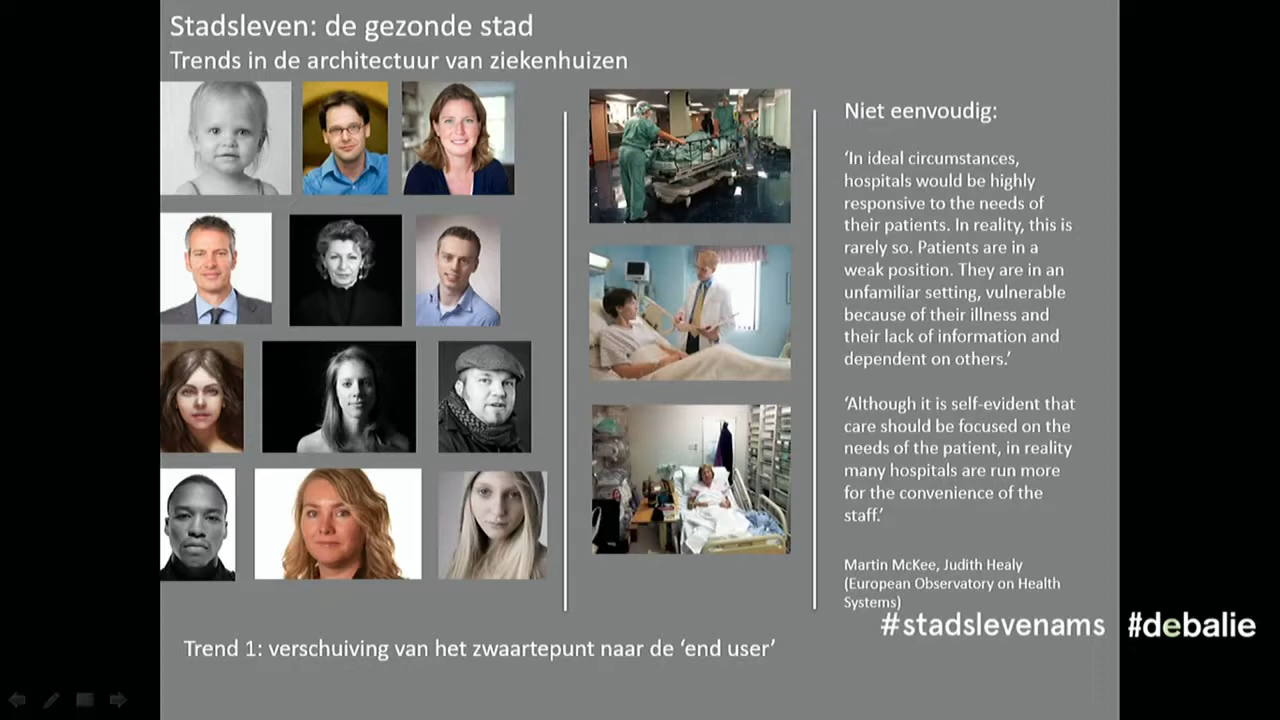 Stadsleven: de gezonde stad
Trends in de architectuur van ziekenhuizen
Niet eenvoudig:
‘In ideal circumstances,
hospitals would be highly
responsive to the needs of
their patients. In reality, this is
rarely so. Patients are in a
weak position. They are in an
unfamiliar setting, vulnerable
because of their illness and
their lack of information and
dependent on others.’
‘Although it is self-evident that
care should be focused on the
needs of the patient, in reality
many hospitals are run more
for the convenience of the
staff.’
Martin McKee, Judith Healy
(European Observatory on Health
Systems)
#stadslevenams #debalie
Trend 1: verschuiving van het zwaartepunt naar de ‘end user’